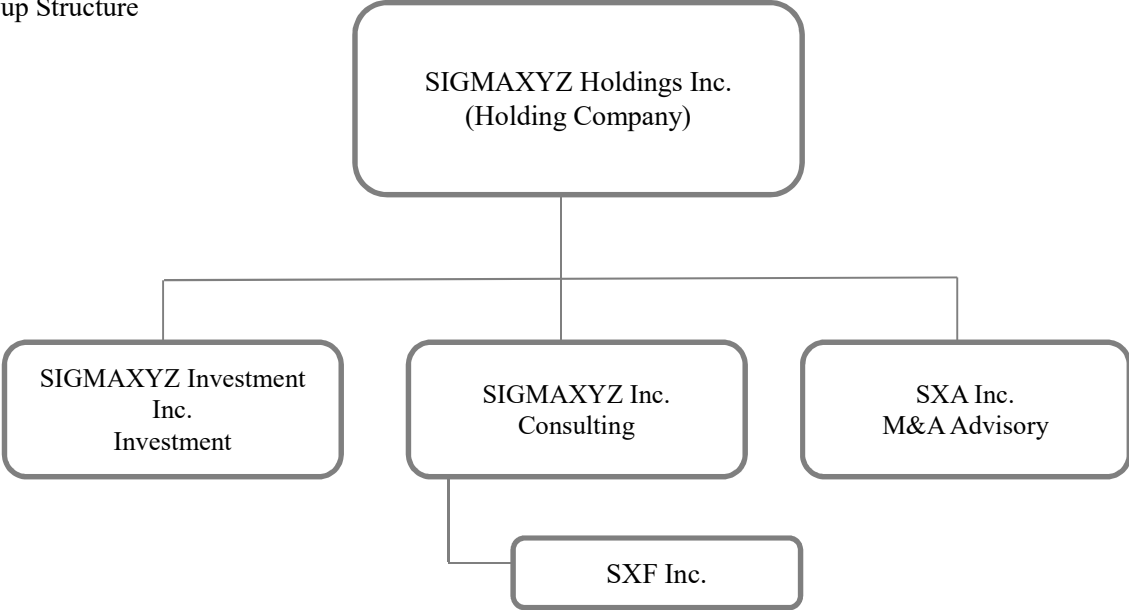 up Structure
SIGMAXYZ Holdings Inc.
(Holding Company)
SIGMAXYZ Investment
Inc.
Investment
SIGMAXYZ Inc.
Consulting
SXA Inc.
M&A Advisory
SXF Inc.